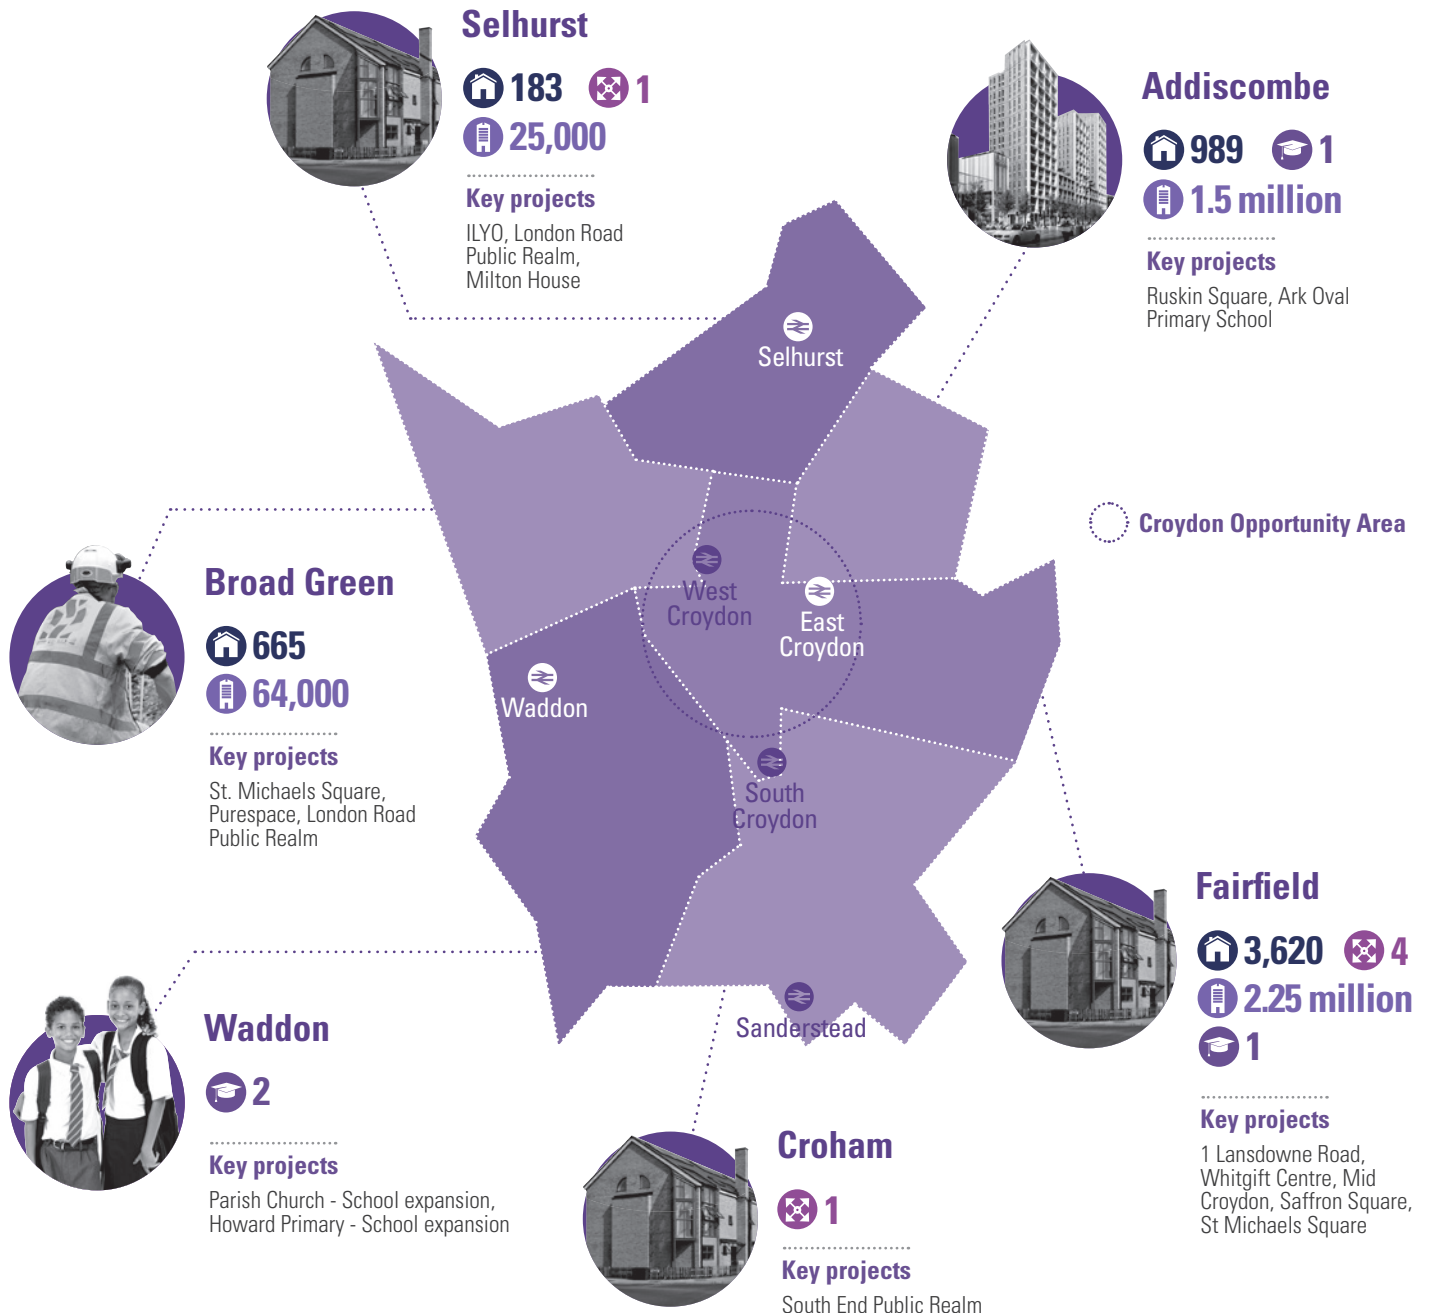 Selhurst
183 1
25,000
Key projects
ILYO, London Road
Public Realm,
Milton House
Addiscombe
989 1
1.5 million
Key projects
Ruskin Square, Ark Oval
Primary School
Selhurst
Croydon Opportunity Area
West
Croydon
East
Croydon
Waddon
South
Croydon
Sanderstead
Broad Green
665
64,000
Key projects
St. Michaels Square,
Purespace, London Road
Public Realm
Fairfield
3,620 4
2.25 million
1
Key projects
1 Lansdowne Road,
Whitgift Centre, Mid
Croydon, Saffron Square,
St Michaels Square
Waddon
2
Key projects
Parish Church - School expansion,
Howard Primary - School expansion
Croham
1
Key projects
South End Public Realm